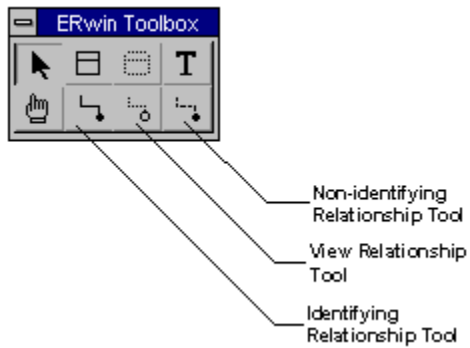 ERwin Toolbox
T
Non-identifying
Relationship Tool
View Relationship
Tool
Identifying
Relationship Tool